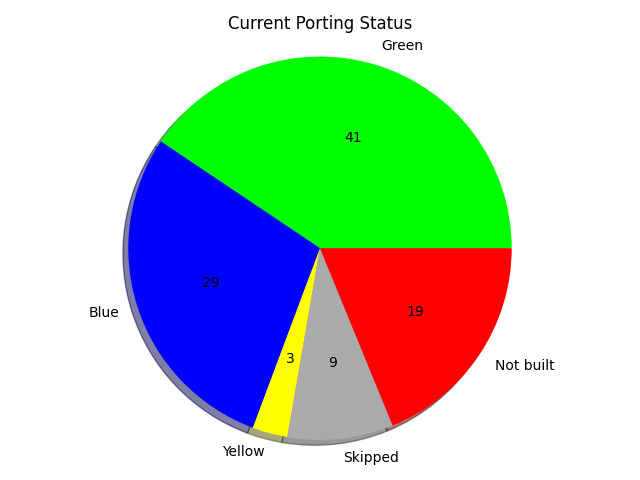 Current Porting Status
Green
41
29
Blue
3
9
19
Not built
Yellow
Skipped